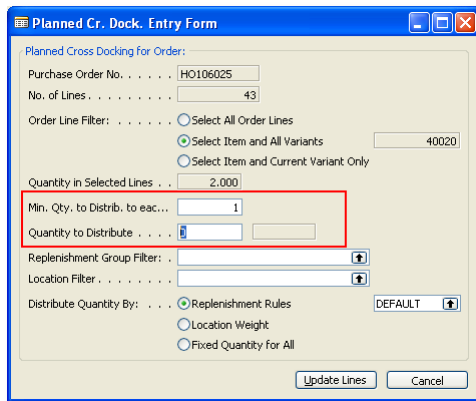 Planned Cr. Dock. Entry Form
Planned Cross Docking for Order:
Purchase Order No. . . . . . HO106025
No. of Lines. . . . . . . . . 43
Order Line Filter: . . . . . . Select All Order Lines
Select Item and All Variants 40020
Select Item and Current Variant Only
Quantity in Selected Lines . . 2.000
Min. Qty. to Distrib. to eac... 1
Quantity to Distribute . . . .
Replenishment Group Filter: .
Location Filter. . . . . . . .
Distribute Quantity By: . . . Replenishment Rules DEFAULT
Location Weight
Fixed Quantity for All
Update Lines Cancel